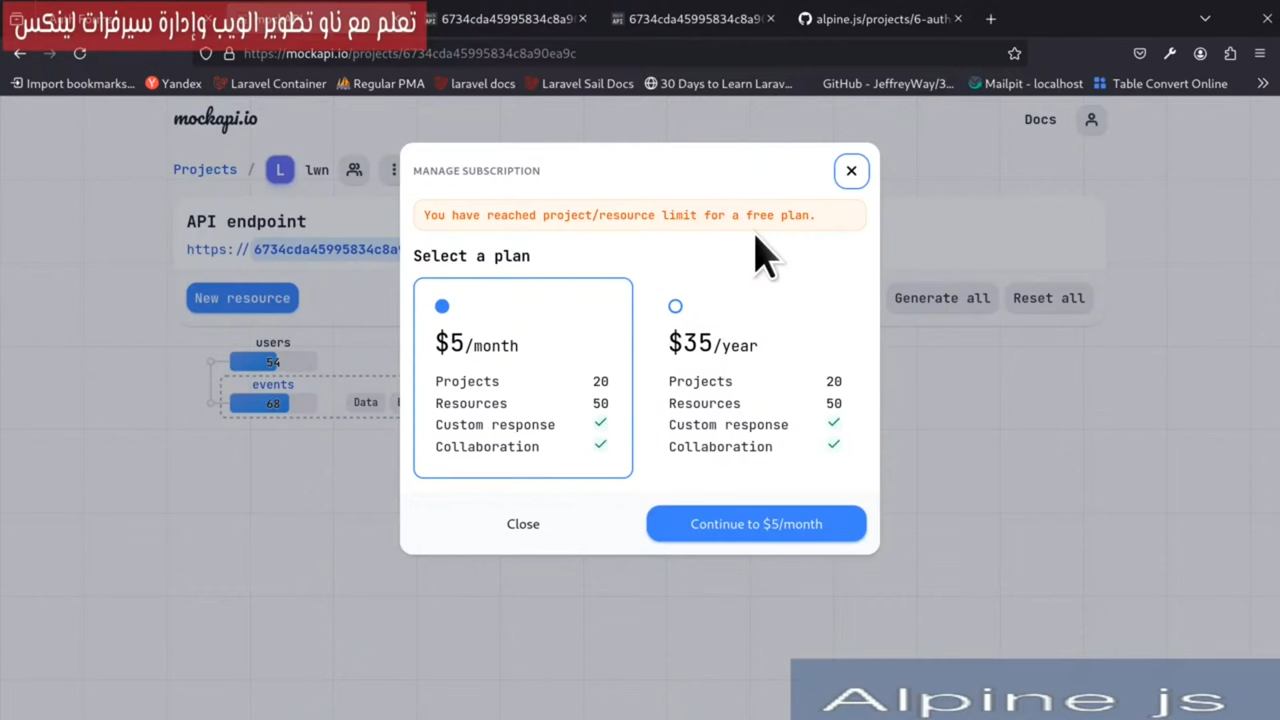 تعلم مع ناو تطوير الويب وإدارة سيرفرات لينكس
6734cda45995834c8a9
6734cda45995834c8a9(
alpine.js/projects/6-auth
https://mockapi.io/projects/6734cda45995834c8a90ea9c
Import bookmarks...
Yandex
Laravel Container
Regular PMA
laravel docs
Laravel Sail Docs
30 Days to Learn Larav...
GitHub - JeffreyWay/3...
Mailpit - localhost
Table Convert Online
mockapi.io
Docs
Projects / L lwn
MANAGE SUBSCRIPTION
You have reached project/resource limit for a free plan.
API endpoint
https:// 6734cda45995834c8a9
Select a plan
New resource
Generate all
Reset all
users
54
events
68
Data
$5/month
Projects 20
Resources 50
Custom response
Collaboration
$35/year
Projects 20
Resources 50
Custom response
Collaboration
Close
Continue to $5/month
Alpine js